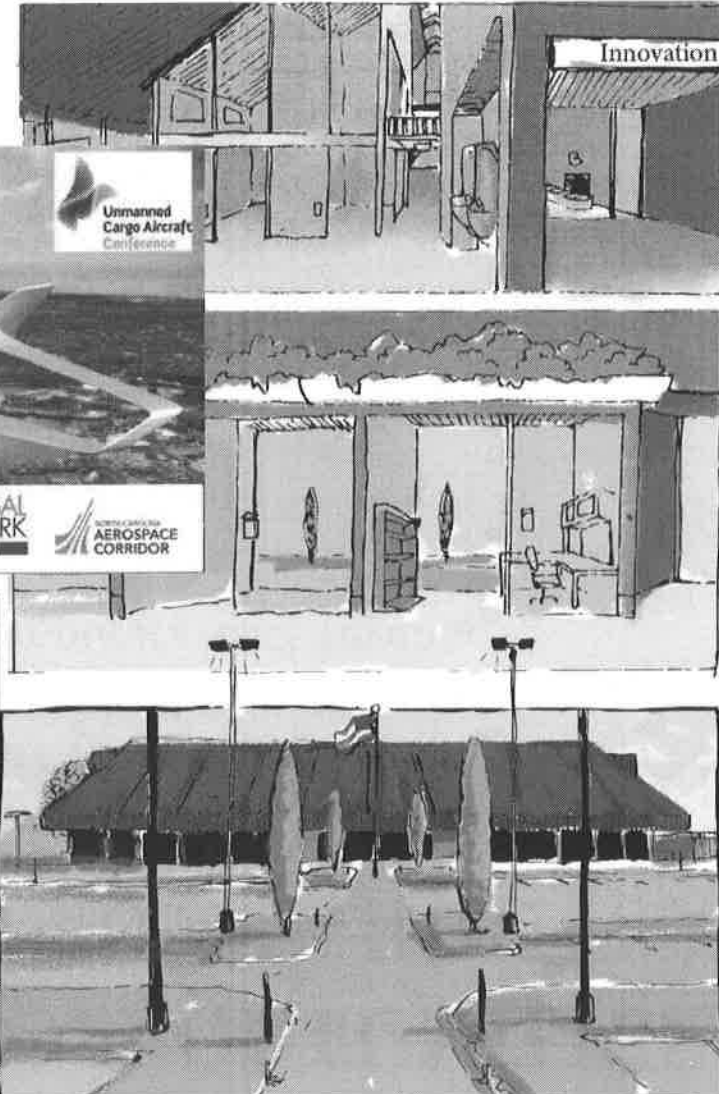 Innovation
Unmanned
Cargo Aircraft
Conference
AL
RK
NORTH CAROLINA
AEROSPACE
CORRIDOR